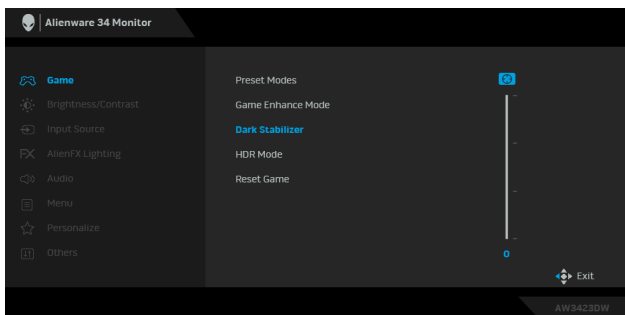 Alienware 34 Monitor
Game
Brightness/Contrast
Input Source
AlienFX Lighting
Audio
Menu
Personalize
Others
Preset Modes
Game Enhance Mode
Dark Stabilizer
HDR Mode
Reset Game
0
Exit
AW3423DW